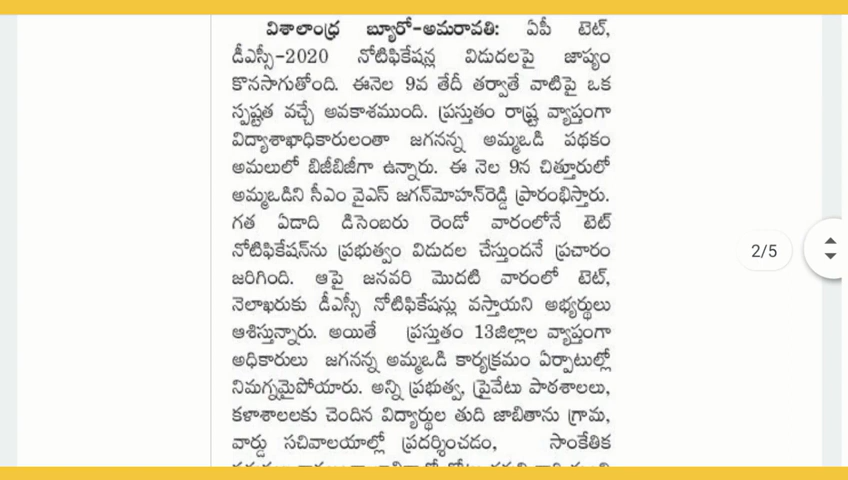 విశాలాంధ్ర బ్యూరో-అమరావతి: ఏపీ టెట్,
డీఎస్సీ-2020 నోటిఫికేషన్ల విడుదలపై జాప్యం
కొనసాగుతోంది. ఈనెల 9వ తేదీ తర్వాతే వాటిపై ఒక
స్పష్టత వచ్చే అవకాశముంది. ప్రస్తుతం రాష్ట్ర వ్యాప్తంగా
విద్యాశాఖాధికారులంతా జగనన్న అమ్మఒడి పథకం
అమలులో బిజీబిజీగా ఉన్నారు. ఈ నెల 9న చిత్తూరులో
అమ్మఒడిని సీఎం వైఎస్ జగన్‌మోహన్‌రెడ్డి ప్రారంభిస్తారు.
గత ఏడాది డిసెంబరు రెండో వారంలోనే టెట్
నోటిఫికేషన్‌ను ప్రభుత్వం విడుదల చేస్తుందనే ప్రచారం
జరిగింది. ఆపై జనవరి మొదటి వారంలో టెట్,
నెలాఖరుకు డీఎస్సీ నోటిఫికేషన్లు వస్తాయని అభ్యర్థులు
ఆశిస్తున్నారు. అయితే ప్రస్తుతం 13జిల్లాల వ్యాప్తంగా
అధికారులు జగనన్న అమ్మఒడి కార్యక్రమం ఏర్పాటుల్లో
నిమగ్నమైపోయారు. అన్ని ప్రభుత్వ, ప్రైవేటు పాఠశాలలు,
కళాశాలలకు చెందిన విద్యార్థుల తుది జాబితాను గ్రామ,
వార్డు సచివాలయాల్లో ప్రదర్శించడం, సాంకేతిక
2/5